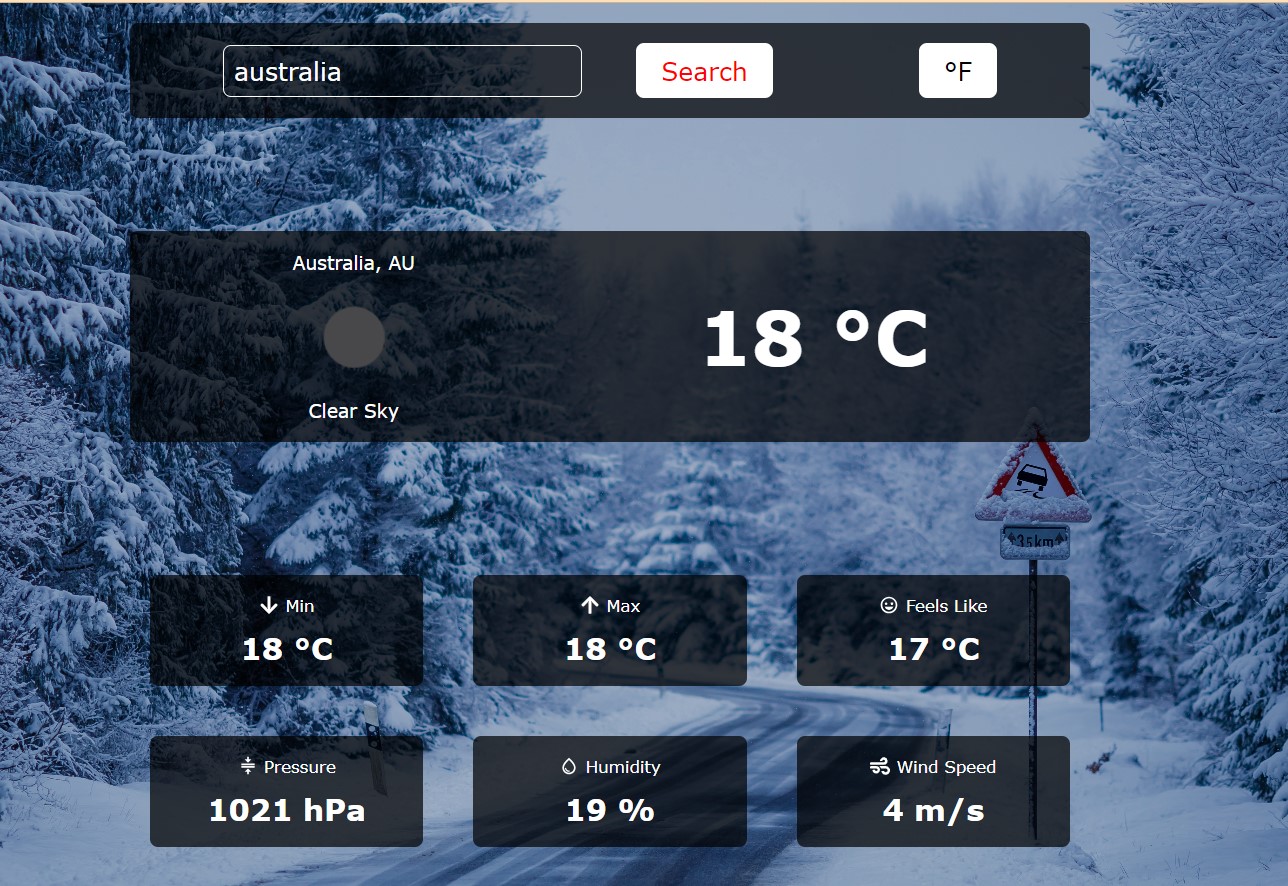 australia
Search
°F
Australia, AU
18 °C
Clear Sky
35km
Min
18 °C
Max
18 °C
Feels Like
17 °C
Pressure
1021 hPa
Humidity
19 %
Wind Speed
4 m/s